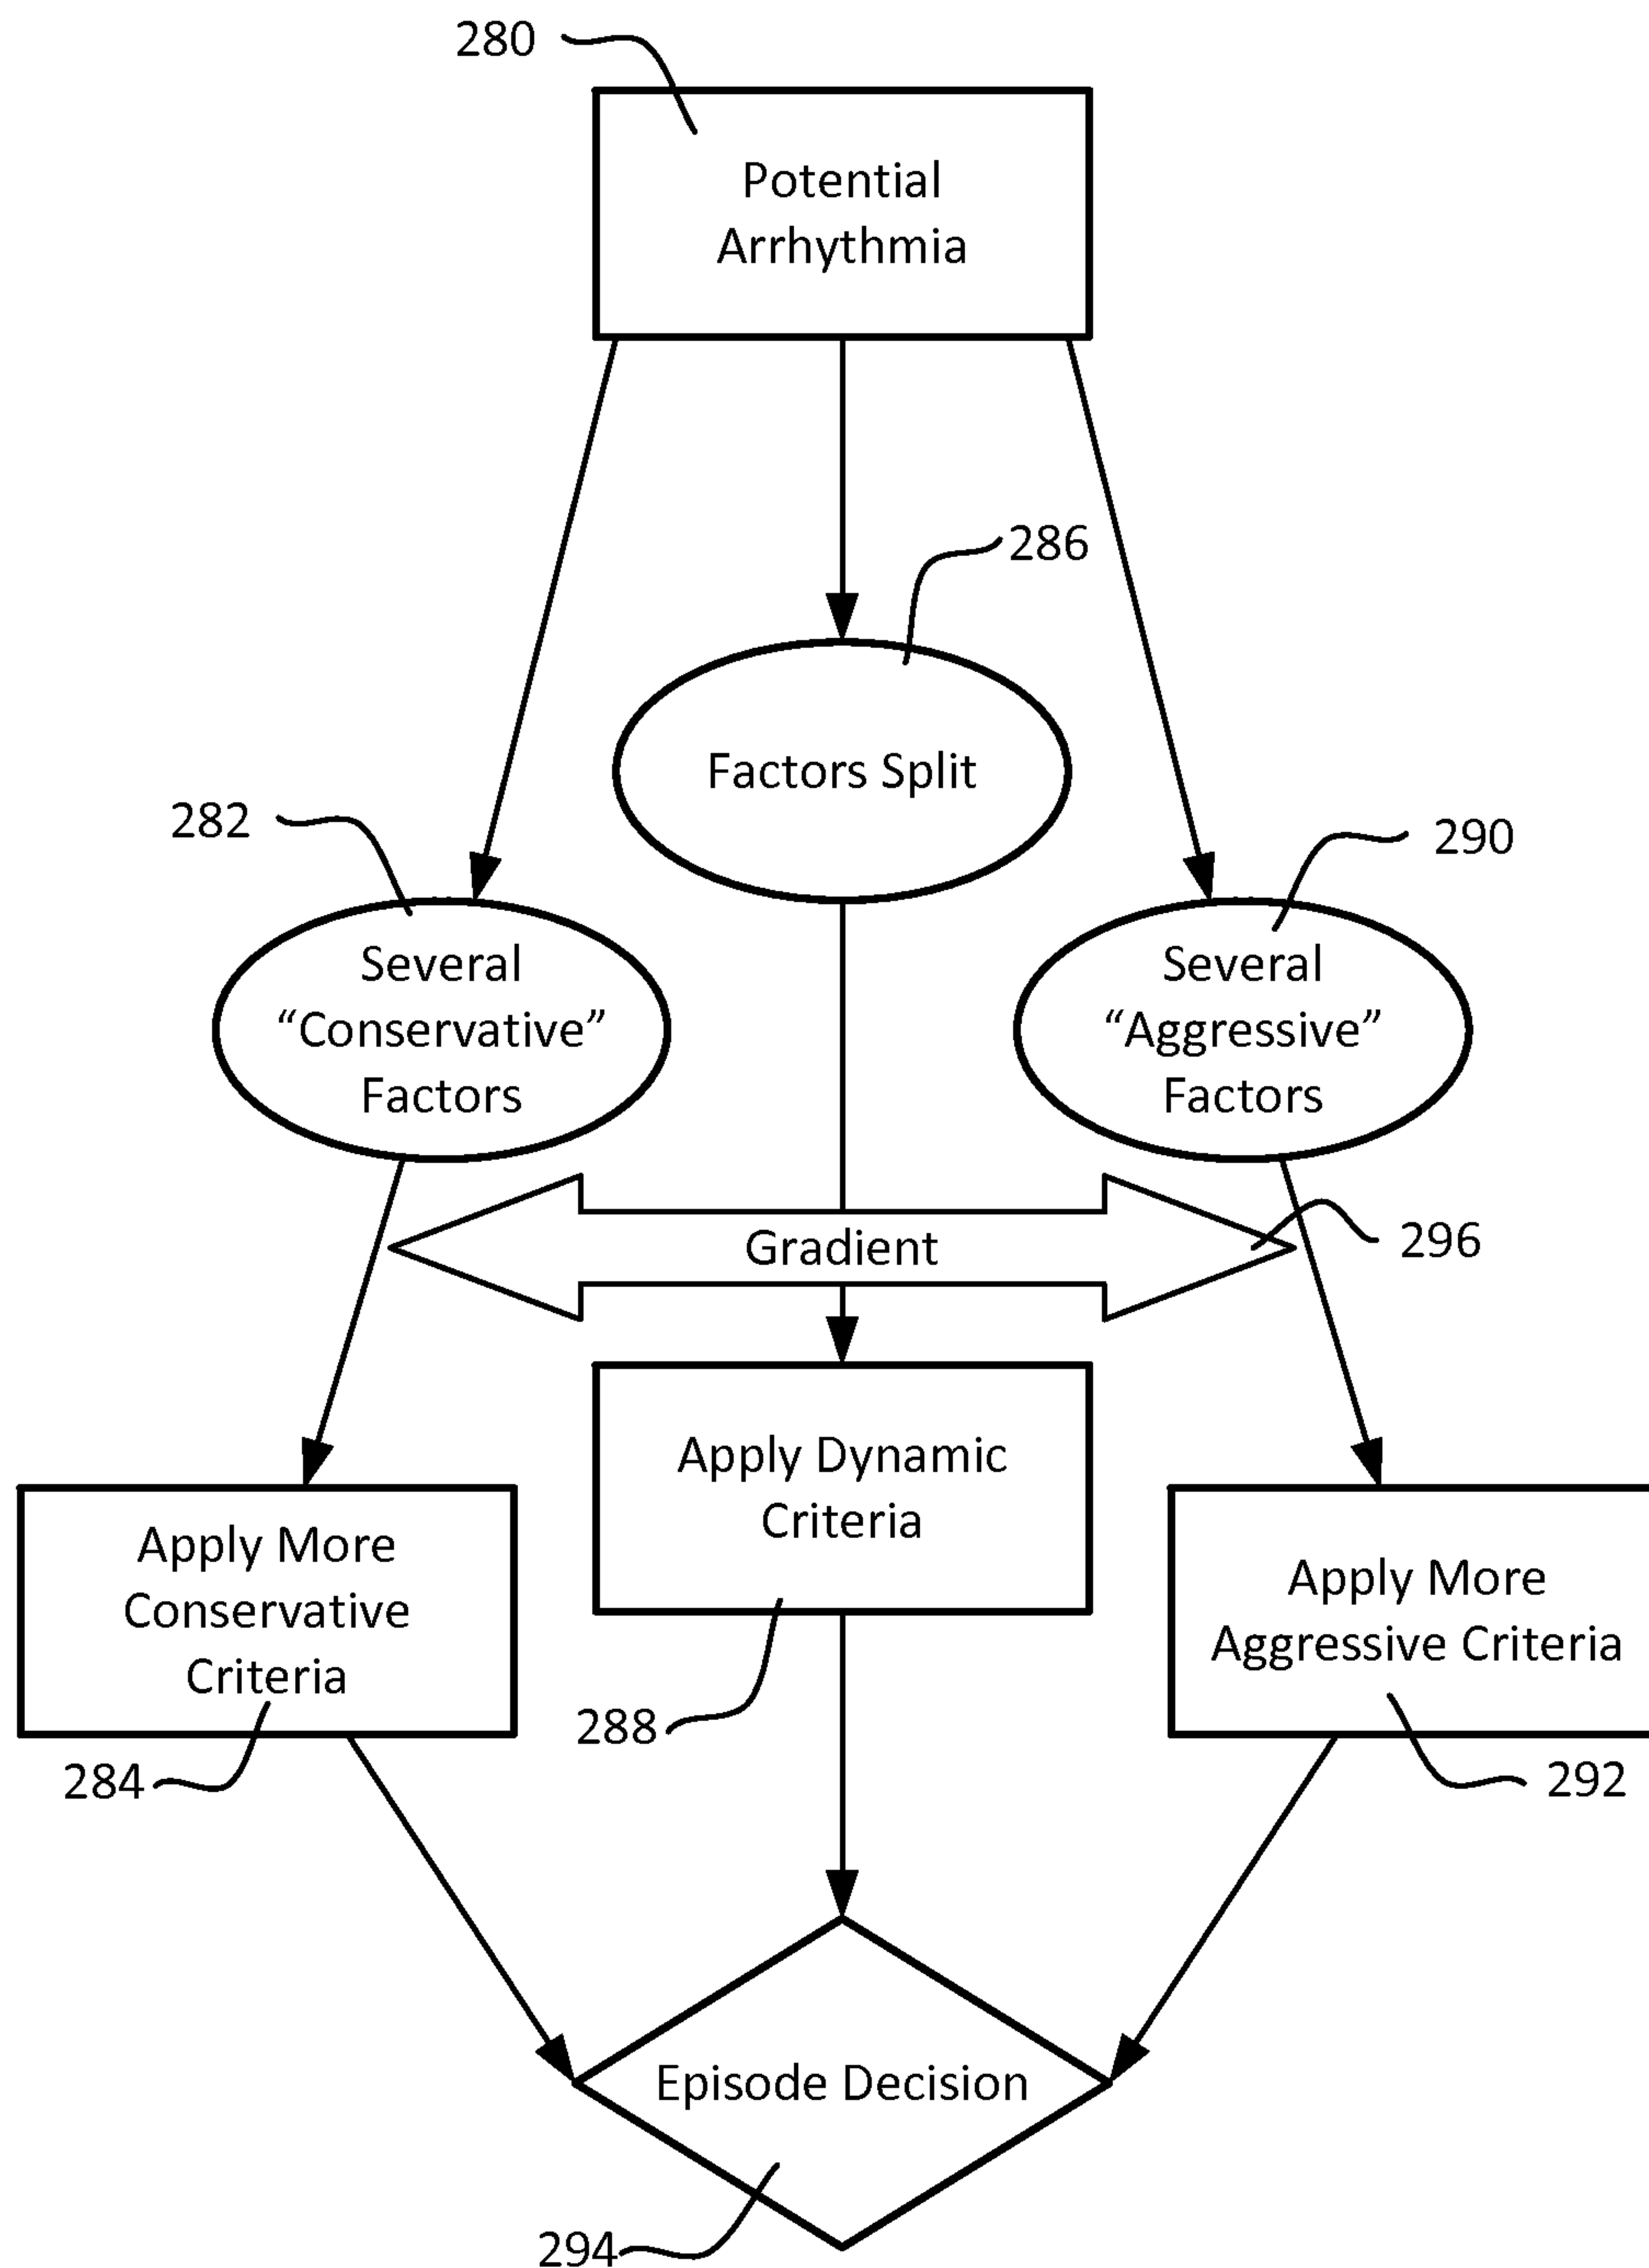 280
Potential
Arrhythmia
286
Factors Split
282
290
Several
“Conservative”
Factors
Several
“Aggressive”
Factors
Gradient
296
Apply Dynamic
Criteria
Apply More
Conservative
Criteria
Apply More
Aggressive Criteria
288
284
292
Episode Decision
294